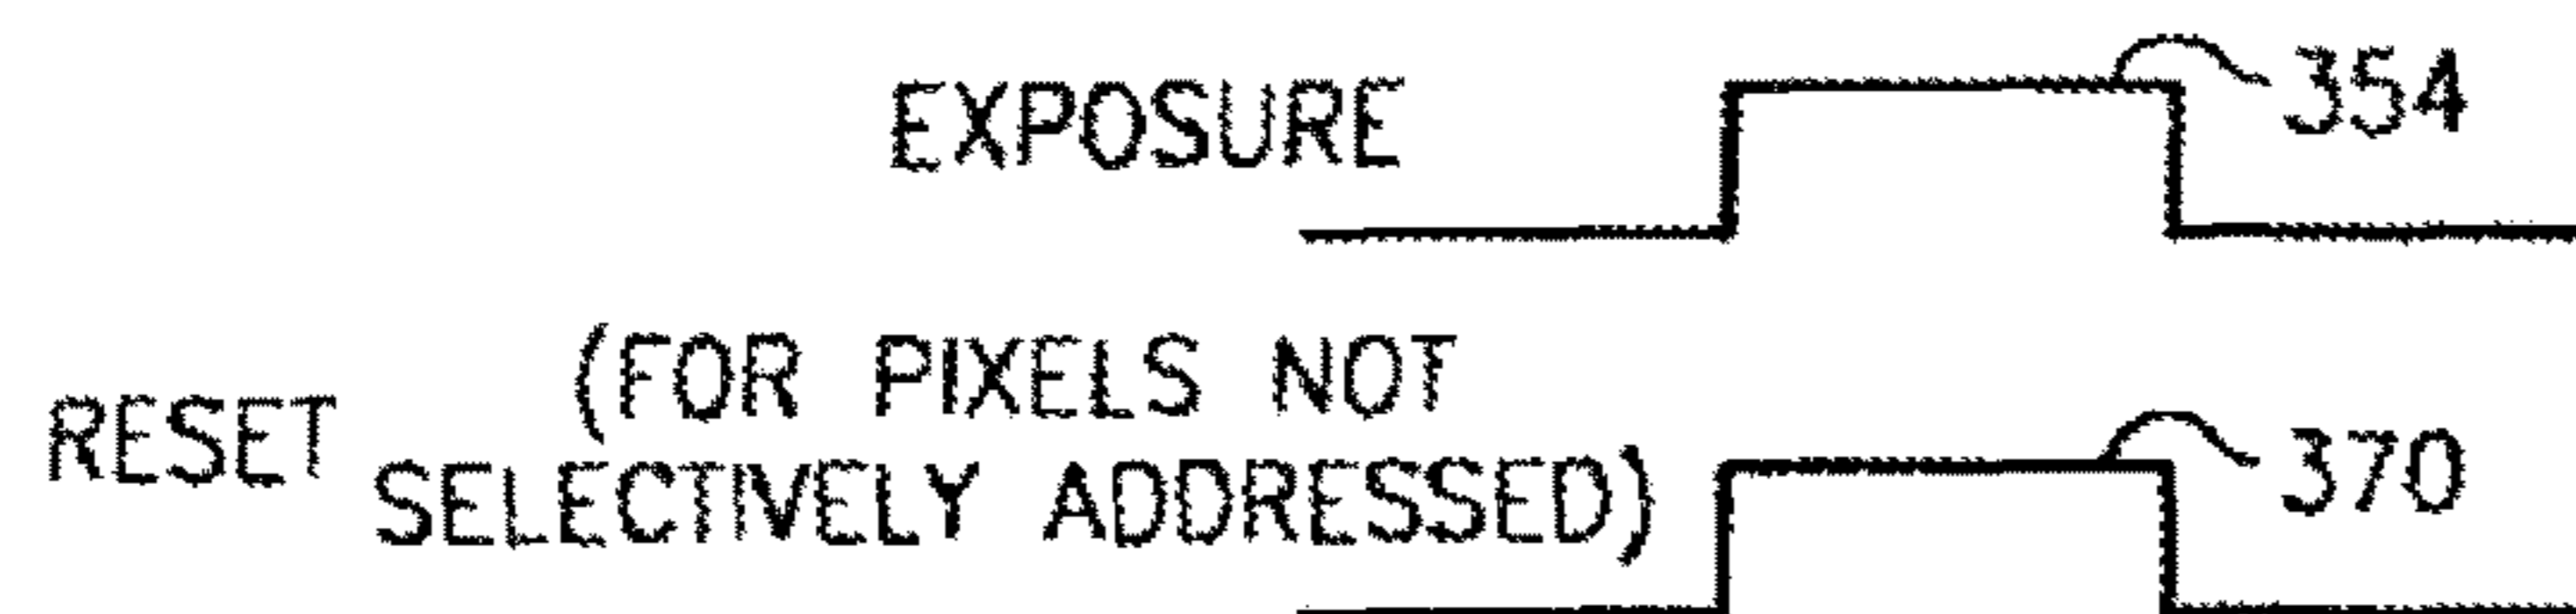 EXPOSURE
354
(FOR PIXELS NOT
RESET
SELECTIVELY ADDRESSED)
370